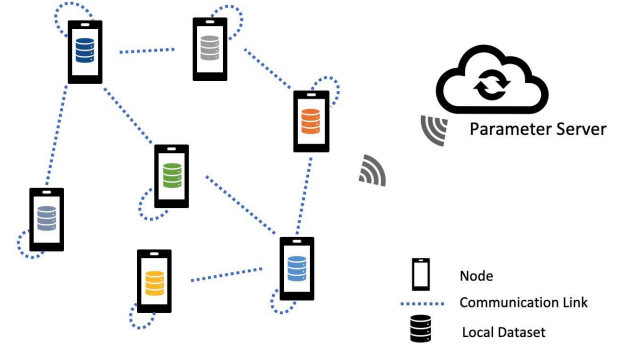 Parameter Server
Node
Communication Link
Local Dataset